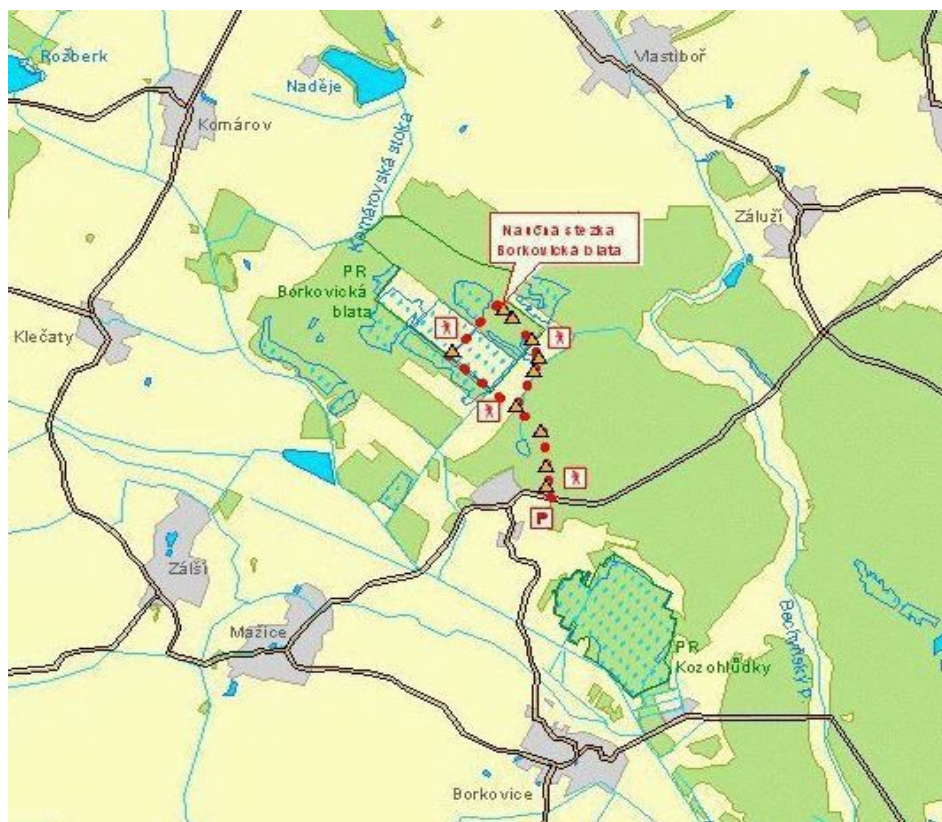 Rožberk
Naděje
Vlastiboř
Komárov
Komárovská stoka
Záluží
Naučná stezka
Borkovická blata
PR
Borkovická
blata
Klečaty
P
Zálší
Mažice
Bechyňský p.
PR
Kozohlůdky
Borkovice